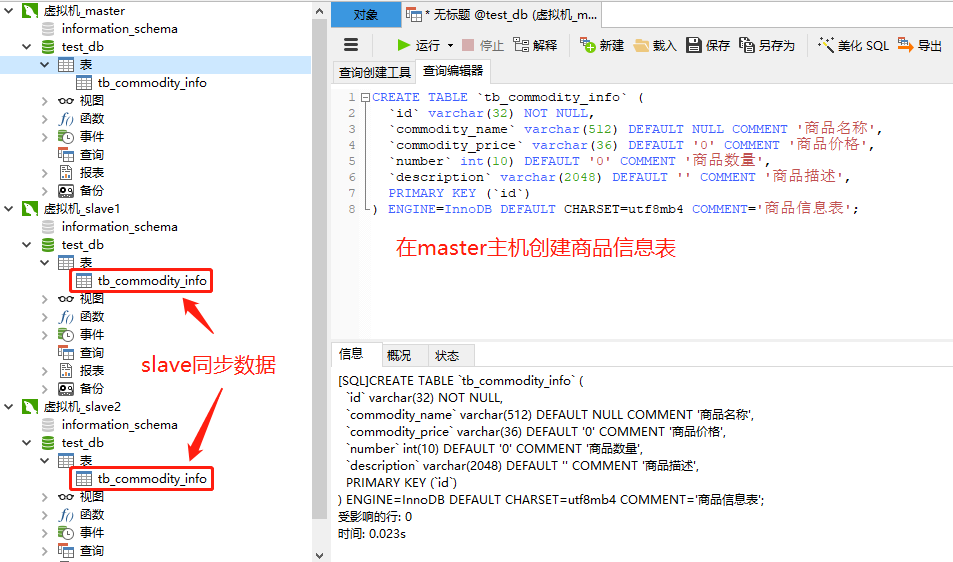 虚拟机_master
information_schema
test_db
表
tb_commodity_info
视图
函数
事件
查询
报表
备份
虚拟机_slave1
information_schema
test_db
表
tb_commodity_info
视图
函数
事件
查询
报表
备份
slave同步数据
虚拟机_slave2
information_schema
test_db
表
tb_commodity_info
视图
函数
事件
查询
对象
* 无标题 @test_db (虚拟机_m...
运行 停止 解释 新建 载入 保存 另存为 美化 SQL 导出
查询创建工具 查询编辑器
1 CREATE TABLE `tb_commodity_info` (
2 `id` varchar(32) NOT NULL,
3 `commodity_name` varchar(512) DEFAULT NULL COMMENT '商品名称',
4 `commodity_price` varchar(36) DEFAULT '0' COMMENT '商品价格',
5 `number` int(10) DEFAULT '0' COMMENT '商品数量',
6 `description` varchar(2048) DEFAULT '' COMMENT '商品描述',
7 PRIMARY KEY (`id`)
8 ) ENGINE=InnoDB DEFAULT CHARSET=utf8mb4 COMMENT='商品信息表';
在master主机创建商品信息表
信息 概况 状态
[SQL]CREATE TABLE `tb_commodity_info` (
`id` varchar(32) NOT NULL,
`commodity_name` varchar(512) DEFAULT NULL COMMENT '商品名称',
`commodity_price` varchar(36) DEFAULT '0' COMMENT '商品价格',
`number` int(10) DEFAULT '0' COMMENT '商品数量',
`description` varchar(2048) DEFAULT '' COMMENT '商品描述',
PRIMARY KEY (`id`)
) ENGINE=InnoDB DEFAULT CHARSET=utf8mb4 COMMENT='商品信息表';
受影响的行: 0
时间: 0.023s